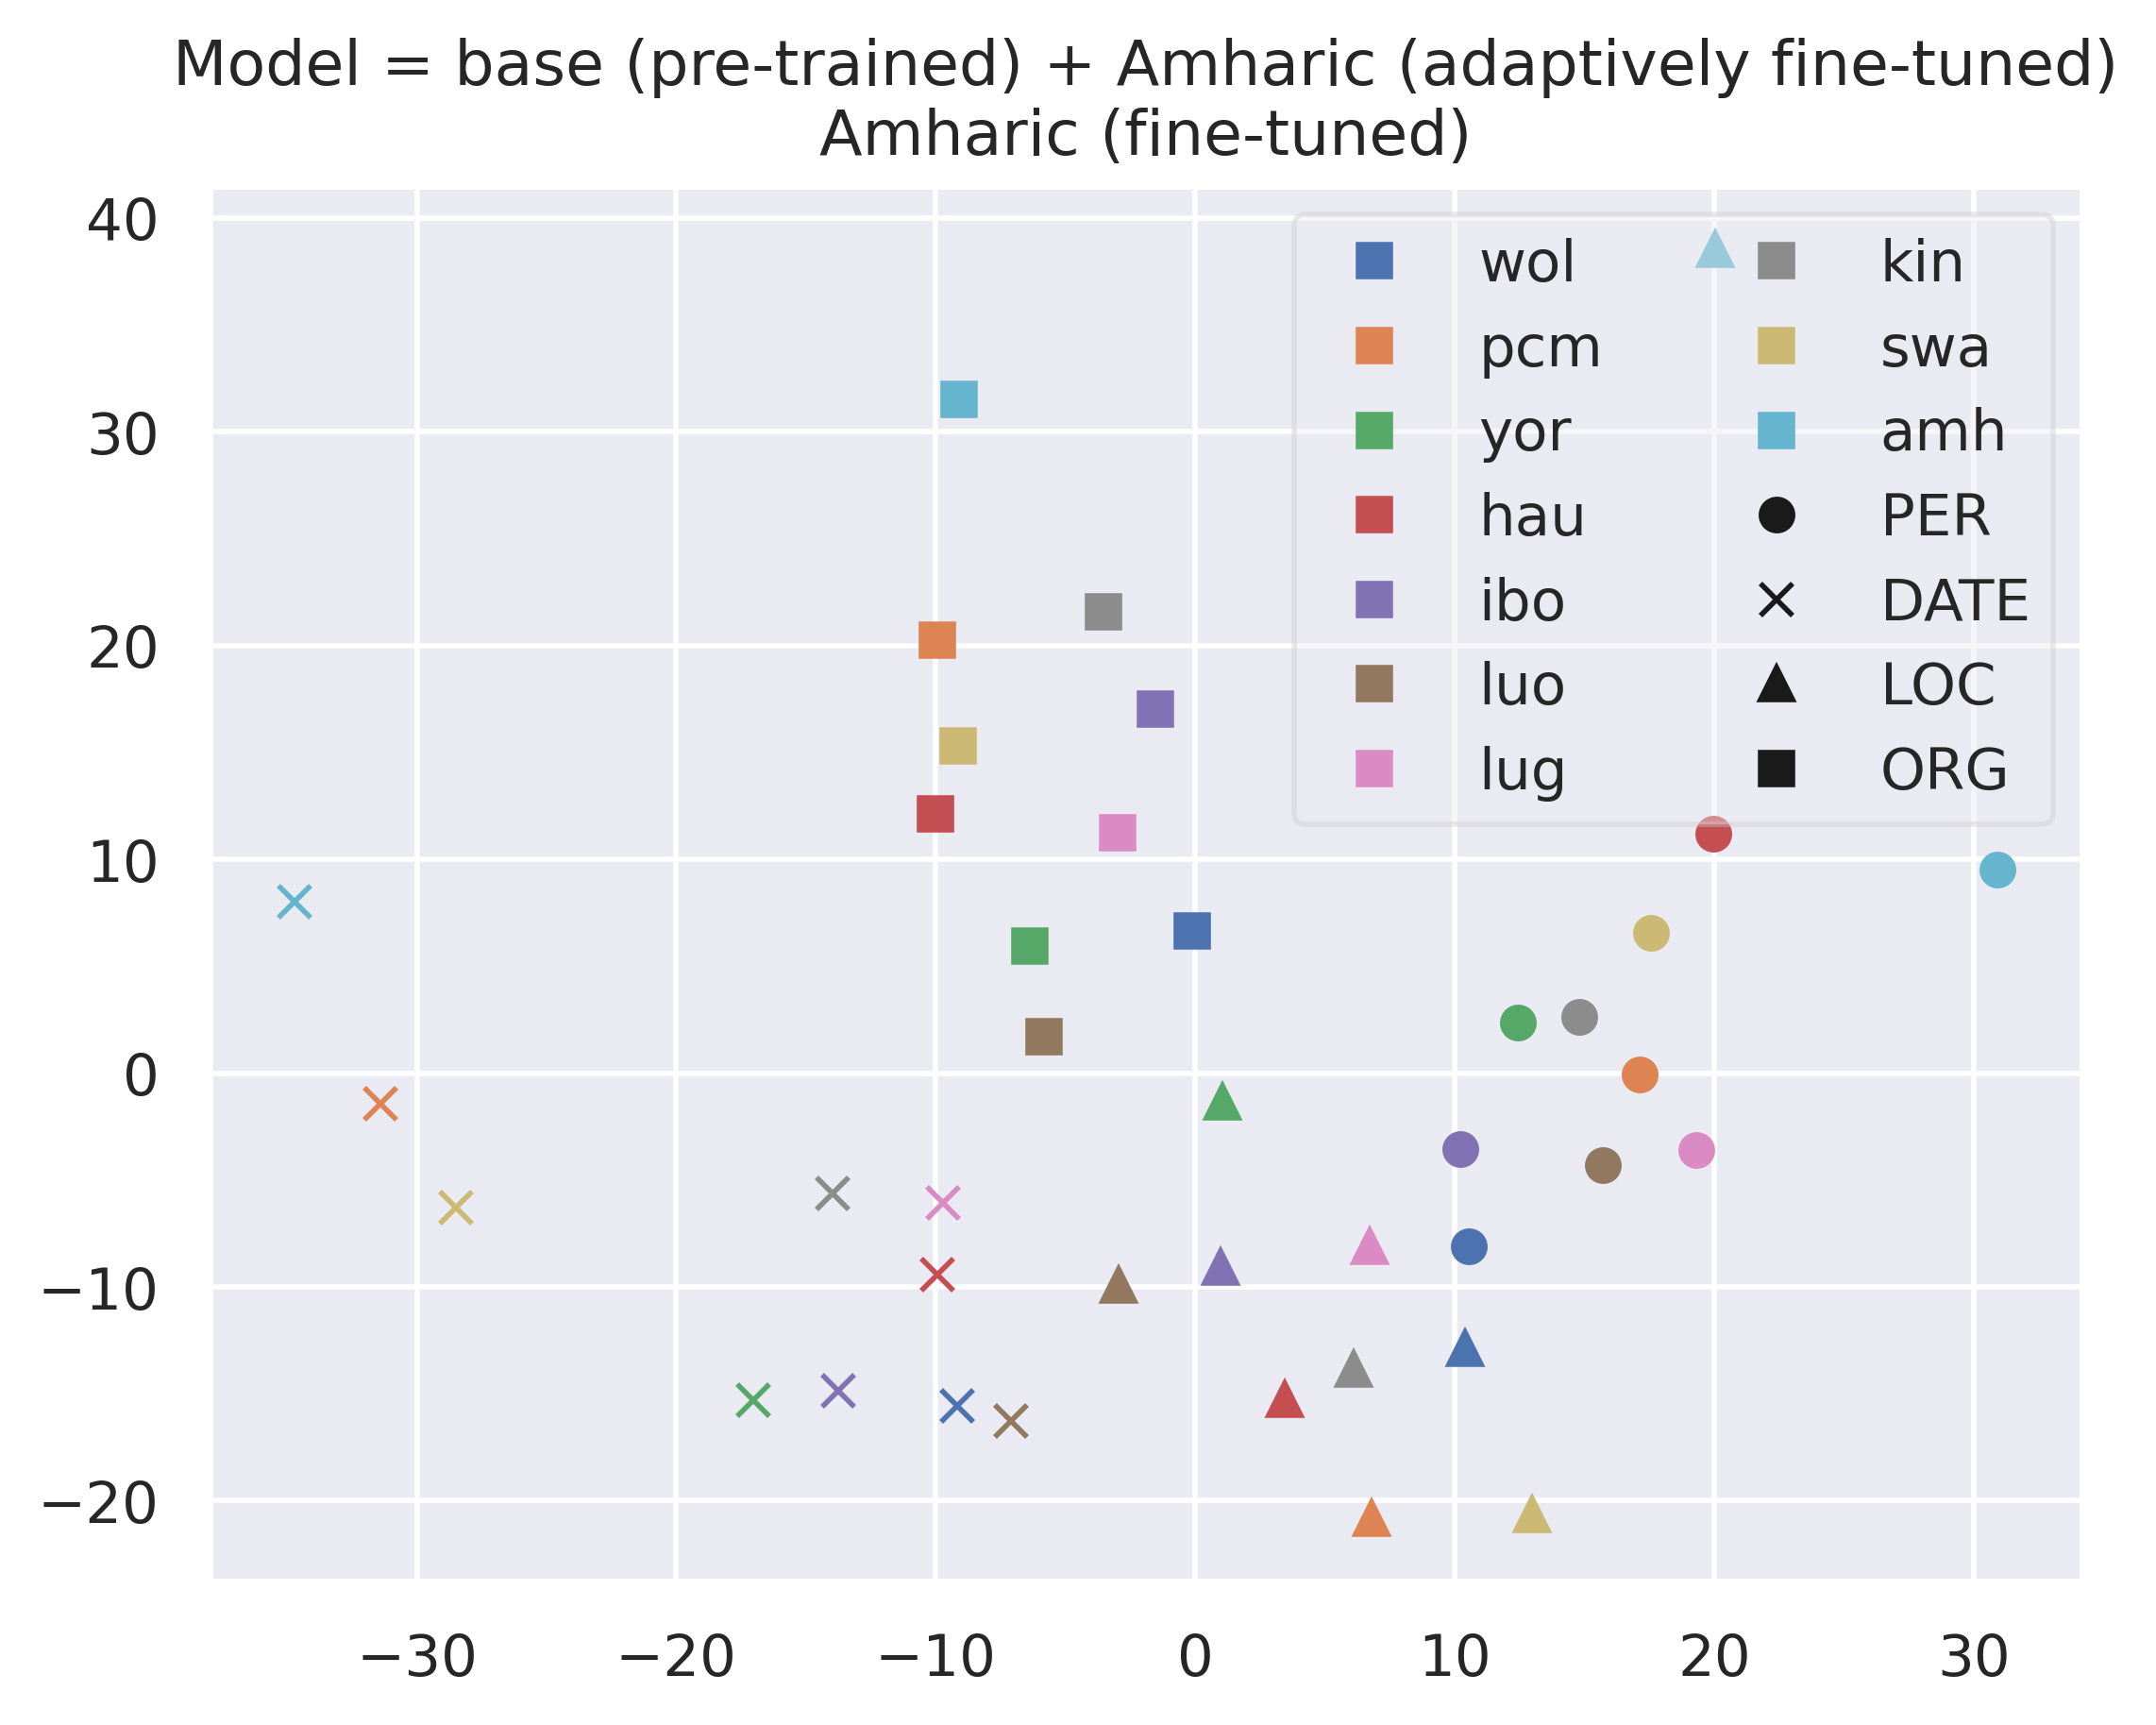 Model = base (pre-trained) + Amharic (adaptively fine-tuned)
Amharic (fine-tuned)
40
30
20
10
0
−10
−20
wol
pcm
yor
hau
ibo
luo
lug
kin
swa
amh
PER
DATE
LOC
ORG
−30 −20 −10 0 10 20 30